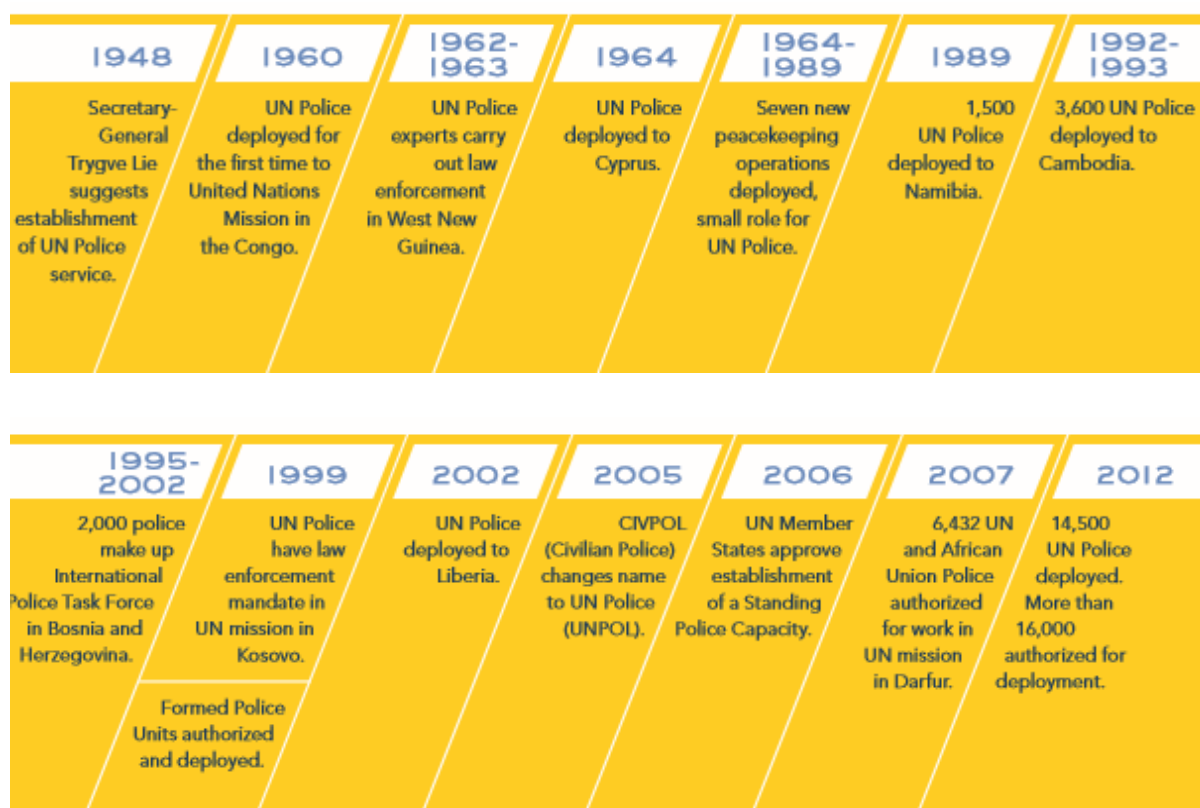 1948
Secretary-
General
Trygve Lie
suggests
establishment
of UN Police
service.
1960
UN Police
deployed for
the first time to
United Nations
Mission in
the Congo.
1962-
1963
UN Police
experts carry
out law
enforcement
in West New
Guinea.
1964
UN Police
deployed to
Cyprus.
1964-
1989
Seven new
peacekeeping
operations
deployed,
small role for
UN Police.
1989
1,500
UN Police
deployed to
Namibia.
1992-
1993
3,600 UN Police
deployed to
Cambodia.
1995-
2002
2,000 police
make up
International
Police Task Force
in Bosnia and
Herzegovina.
1999
UN Police
have law
enforcement
mandate in
UN mission in
Kosovo.
Formed Police
Units authorized
and deployed.
2002
UN Police
deployed to
Liberia.
2005
CIVPOL
(Civilian Police)
changes name
to UN Police
(UNPOL).
2006
UN Member
States approve
establishment
of a Standing
Police Capacity.
2007
6,432 UN
and African
Union Police
authorized
for work in
UN mission
in Darfur.
2012
14,500
UN Police
deployed.
More than
16,000
authorized for
deployment.